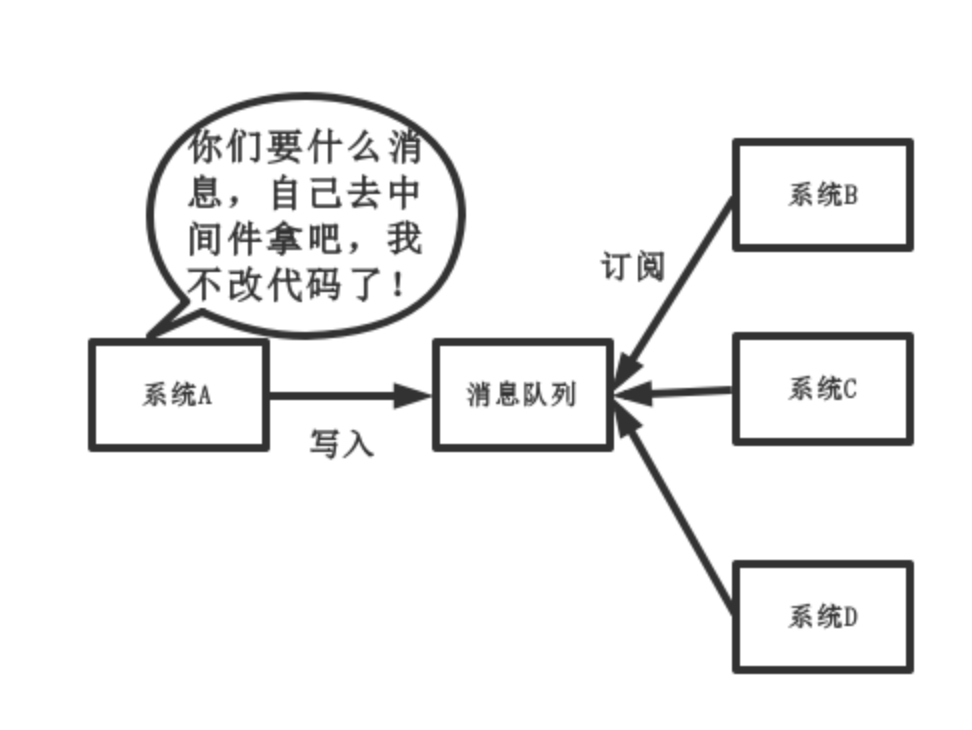 你们要什么消
息，自己去中
间件拿吧，我
不改代码了！
系统A
写入
消息队列
订阅
系统B
系统C
系统D